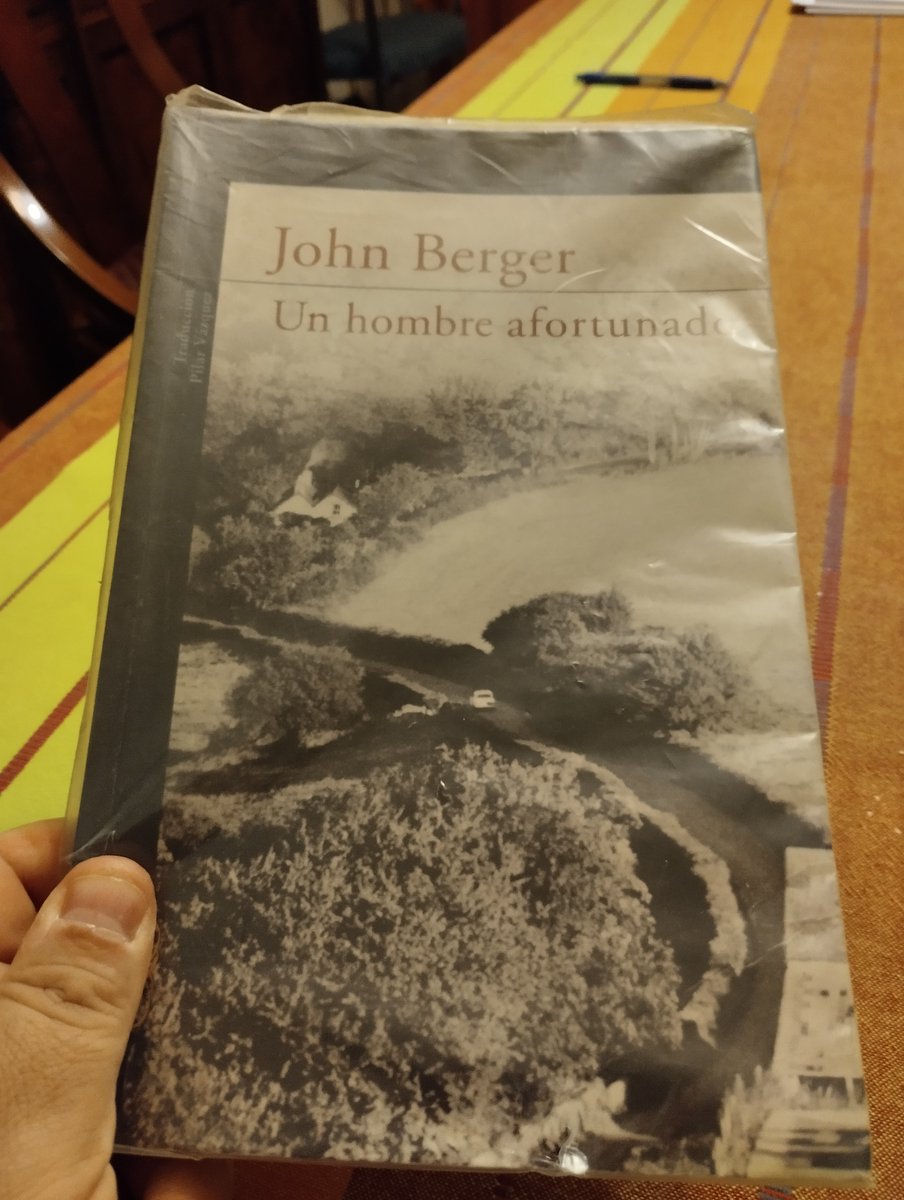 John Berger
Un hombre afortunado
Traducción
Pilar Vázquez